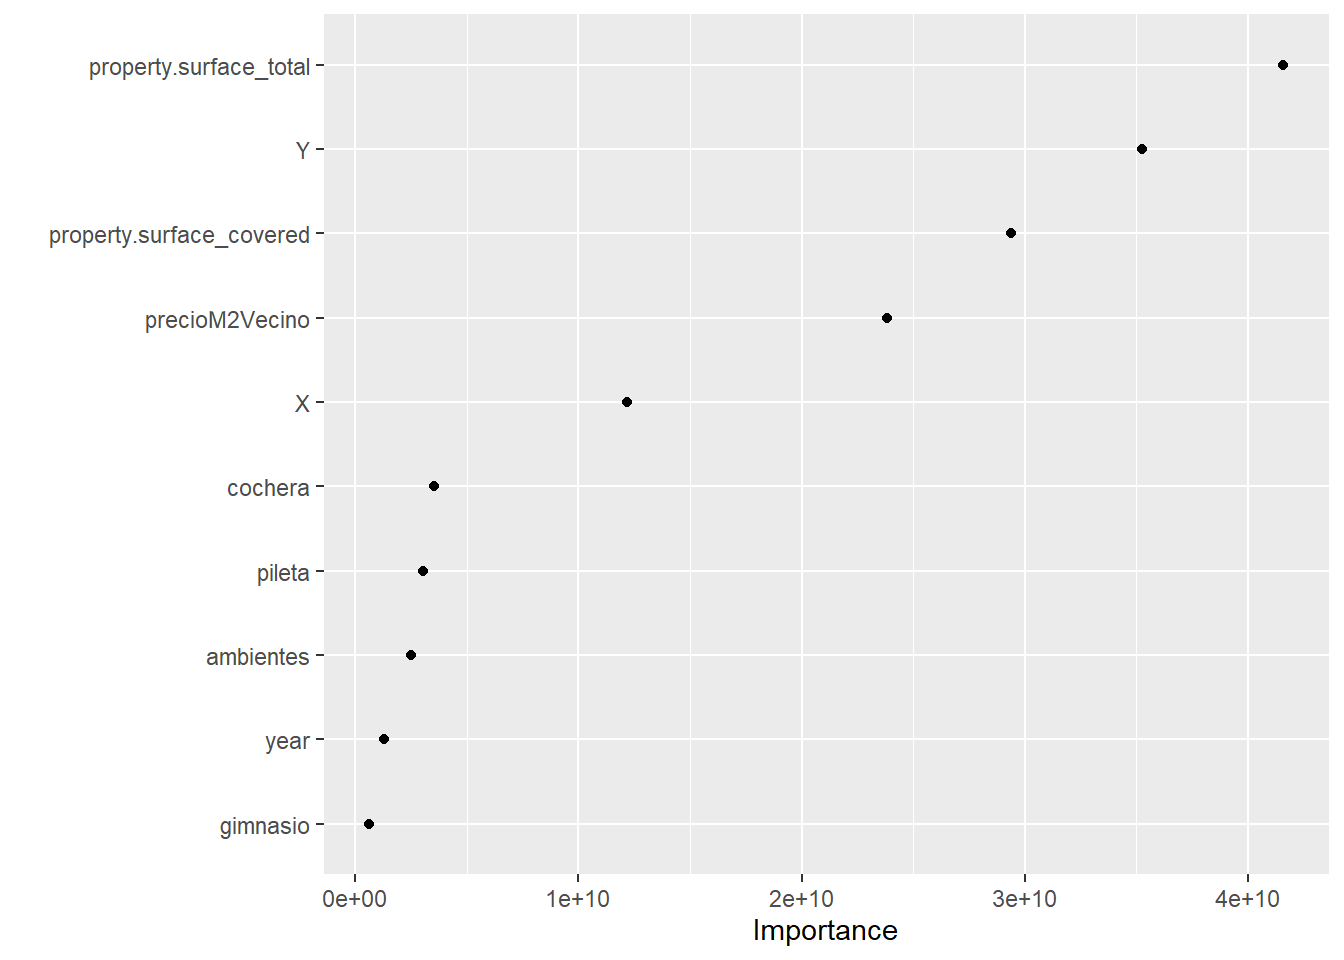 property.surface_total
Y
property.surface_covered
precioM2Vecino
X
cochera
pileta
ambientes
year
gimnasio
0e+00 1e+10 2e+10 3e+10 4e+10
Importance